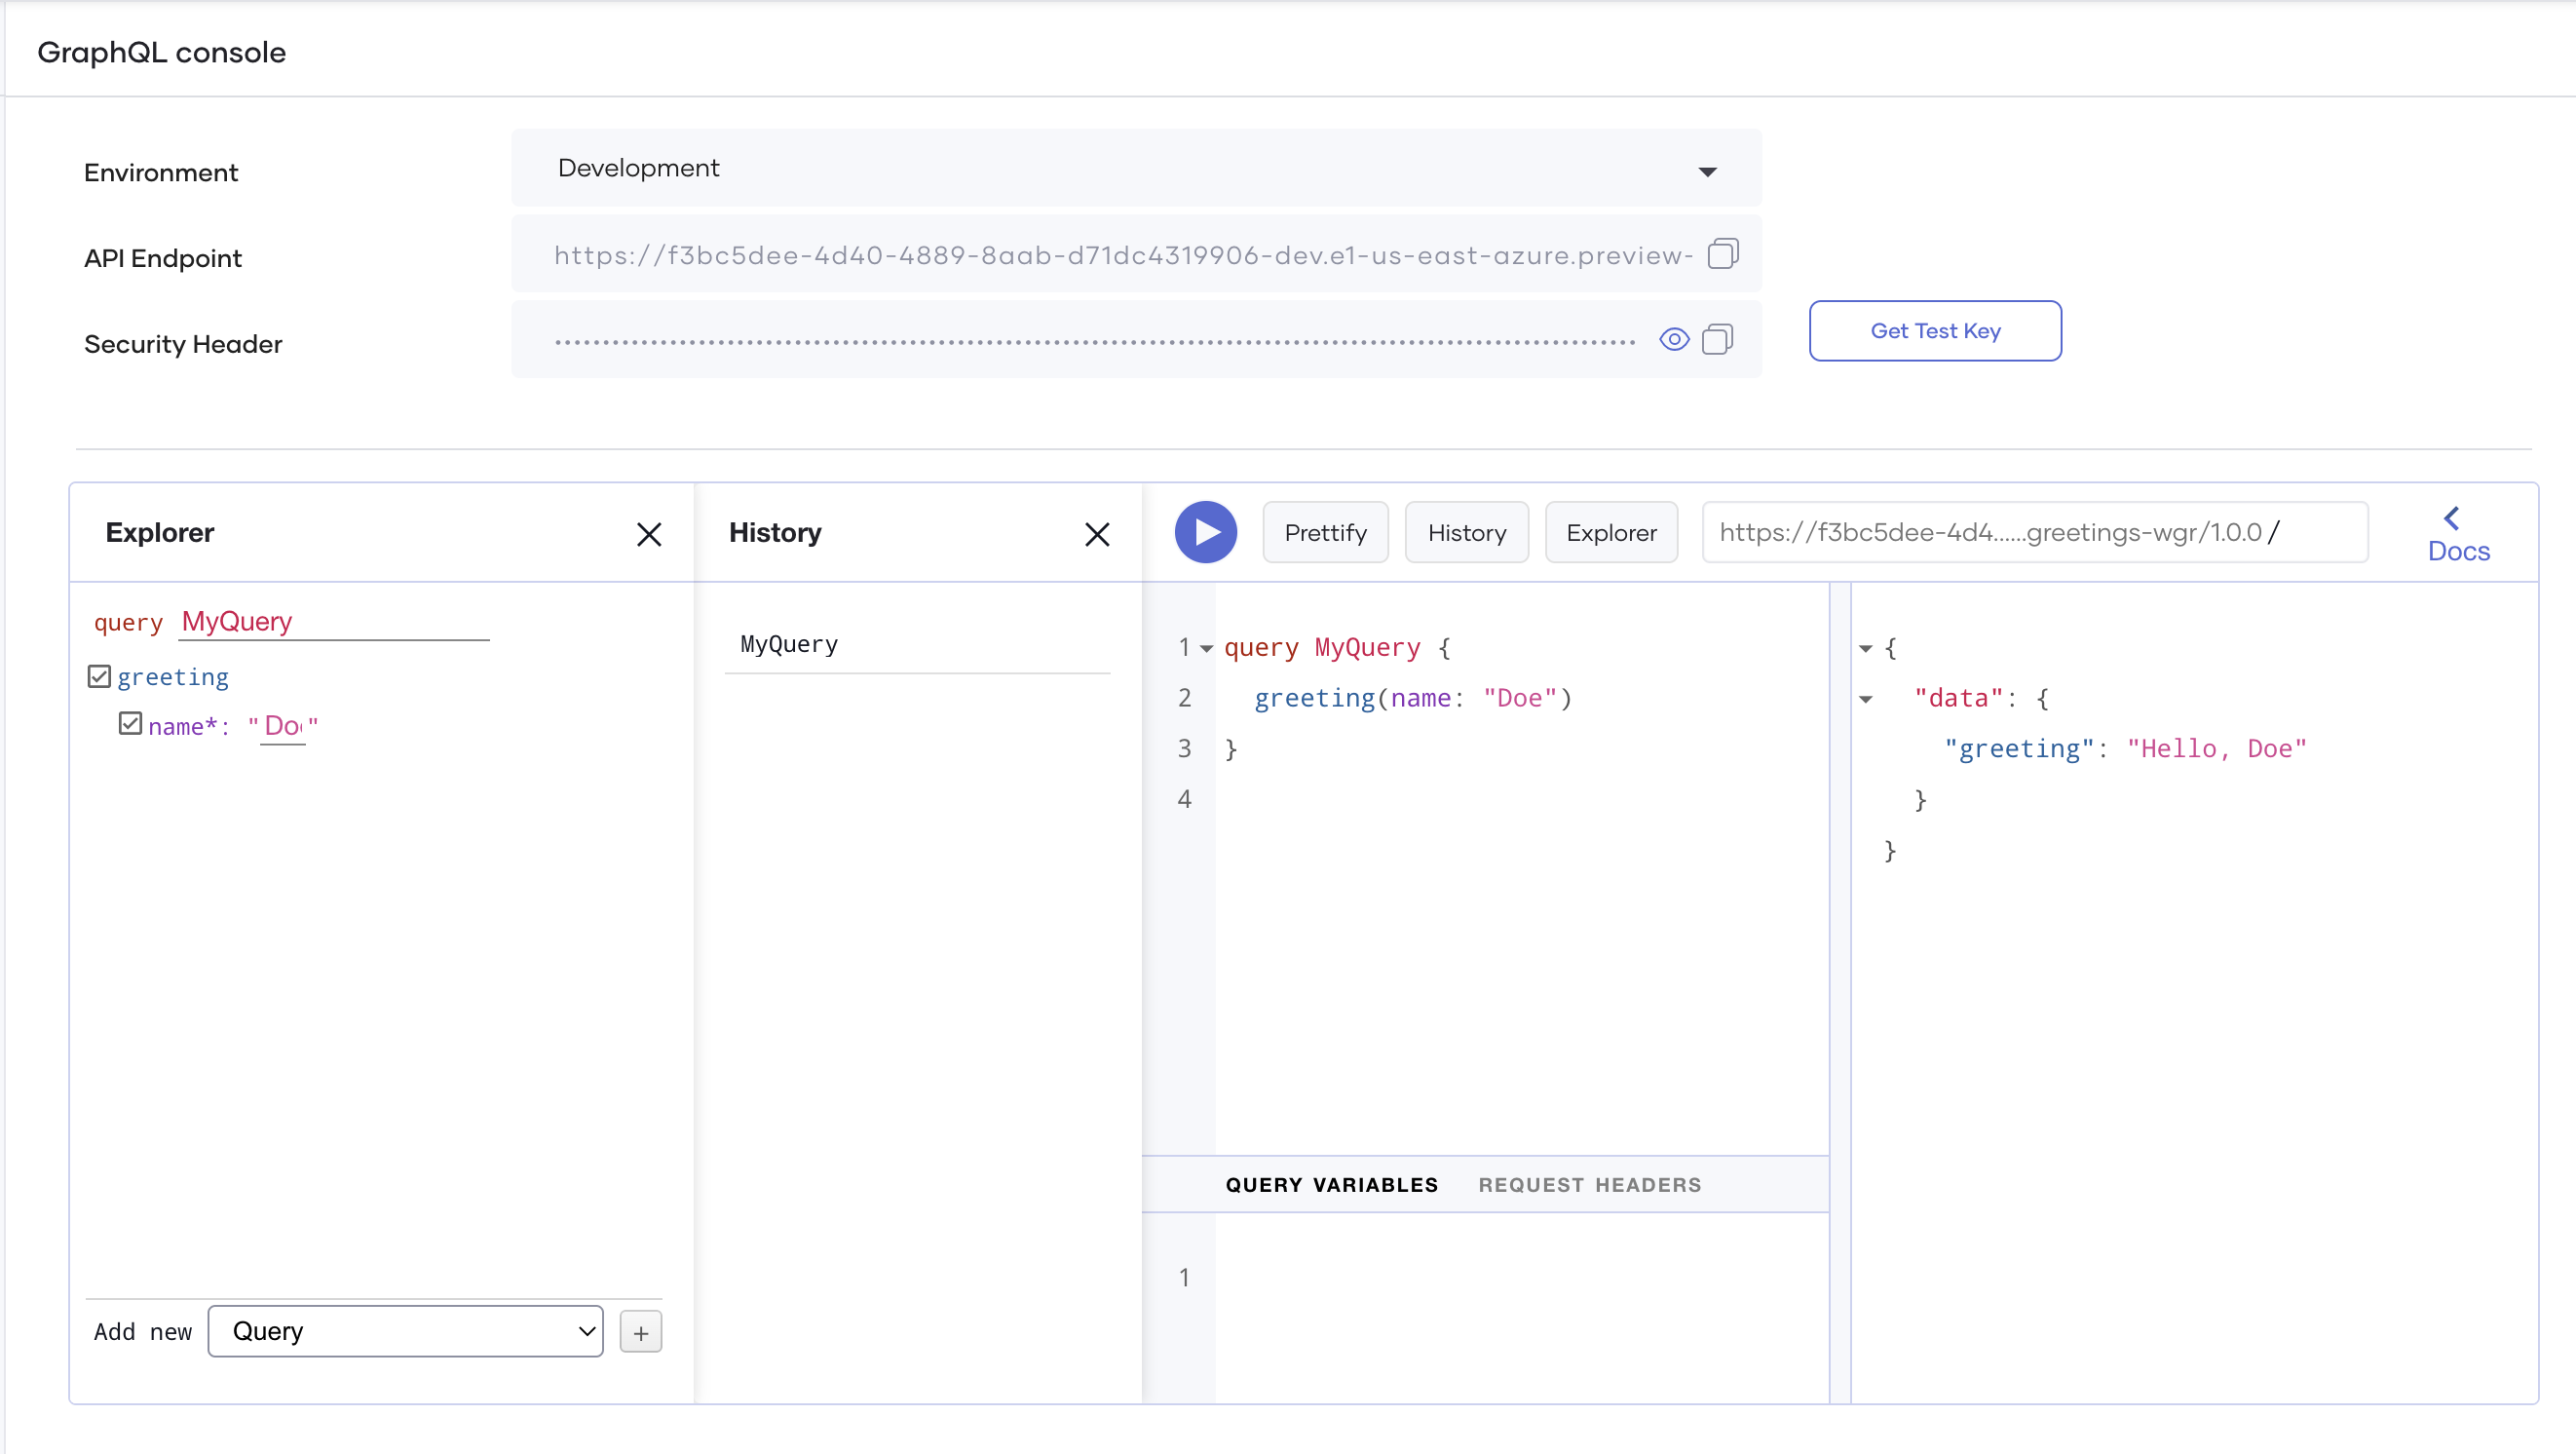 GraphQL console
Environment
Development
API Endpoint
https://f3bc5dee-4d40-4889-8aab-d71dc4319906-dev.e1-us-east-azure.preview-
Security Header
Get Test Key
Explorer
History
Prettify
History
Explorer
https://f3bc5dee-4d4......greetings-wgr/1.0.0 /
Docs
query MyQuery
greeting
name*: "Do"
MyQuery
1 query MyQuery {
2 greeting(name: "Doe")
3 }
4
{
"data": {
"greeting": "Hello, Doe"
}
}
QUERY VARIABLES REQUEST HEADERS
1
Add new Query +